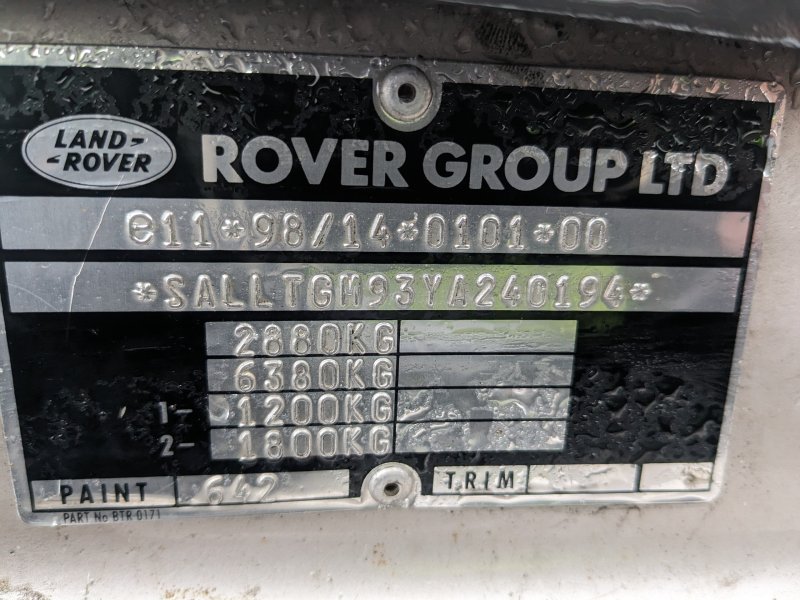 LAND-
-ROVER
ROVER GROUP LTD
e11*98/14*0101*00
*SALLTGM93YA240194*
2880KG
6380KG
1- 1200KG
2- 1800KG
PAINT 642 TRIM
PART No BTR 0171